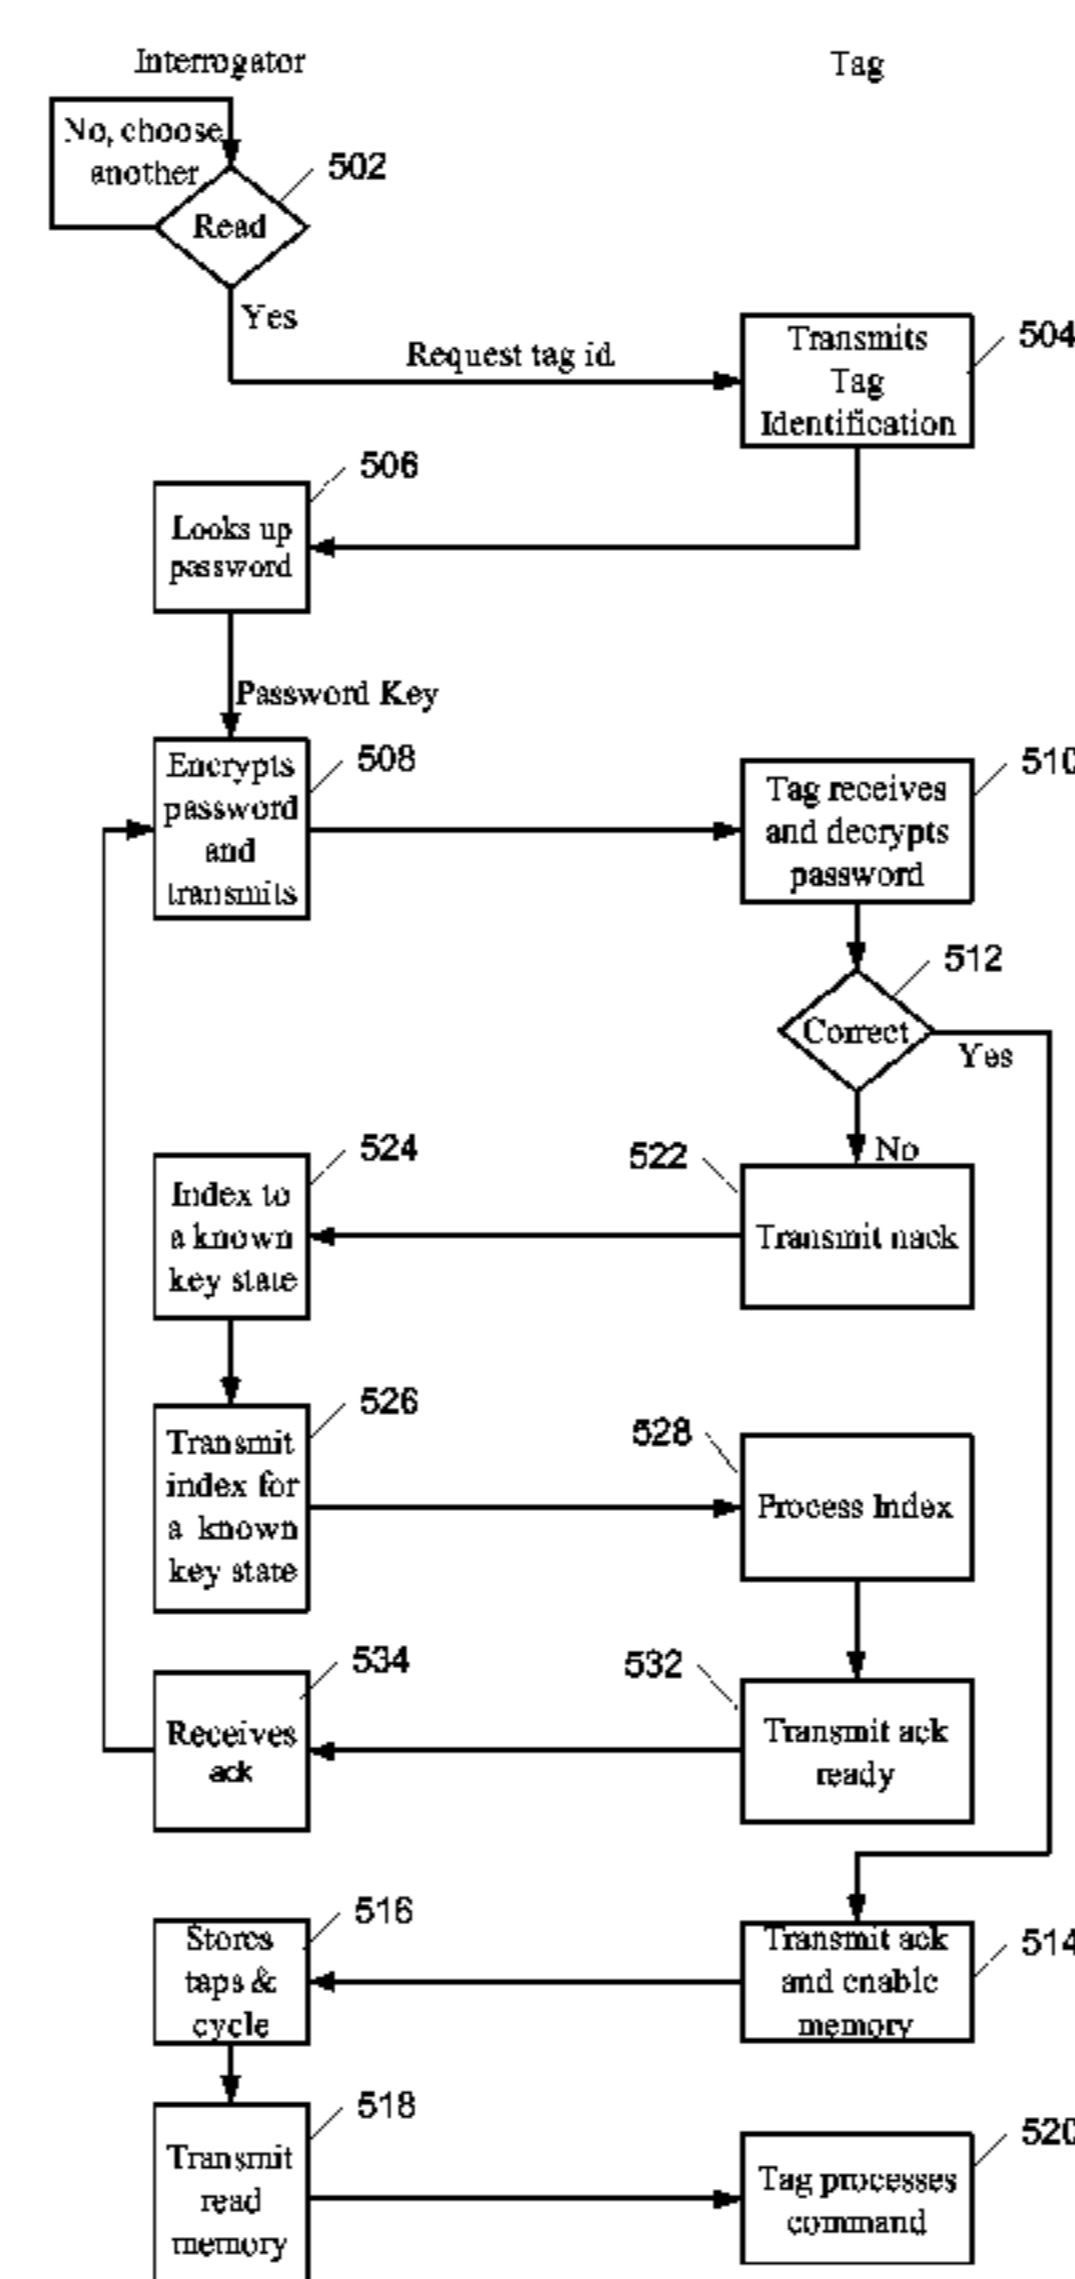 Interrogator
Tag
No, choose
another
502
Read
Yes
Request tag id.
Transmits
Tag
Identification
504
506
Looks up
password
Password Key
Encrypts
password
and
transmits
508
Tag receives
and decrypts
password
510
512
Correct
Yes
No
524
Index to
a known
key state
522
Transmit nack
526
Transmit
index for
a known
key state
528
Process Index
534
Receives
ack
532
Transmit ack
ready
516
Stores
taps &
cycle
Transmit ack
and enable
memory
514
518
Transmit
read
memory
Tag processes
command
520